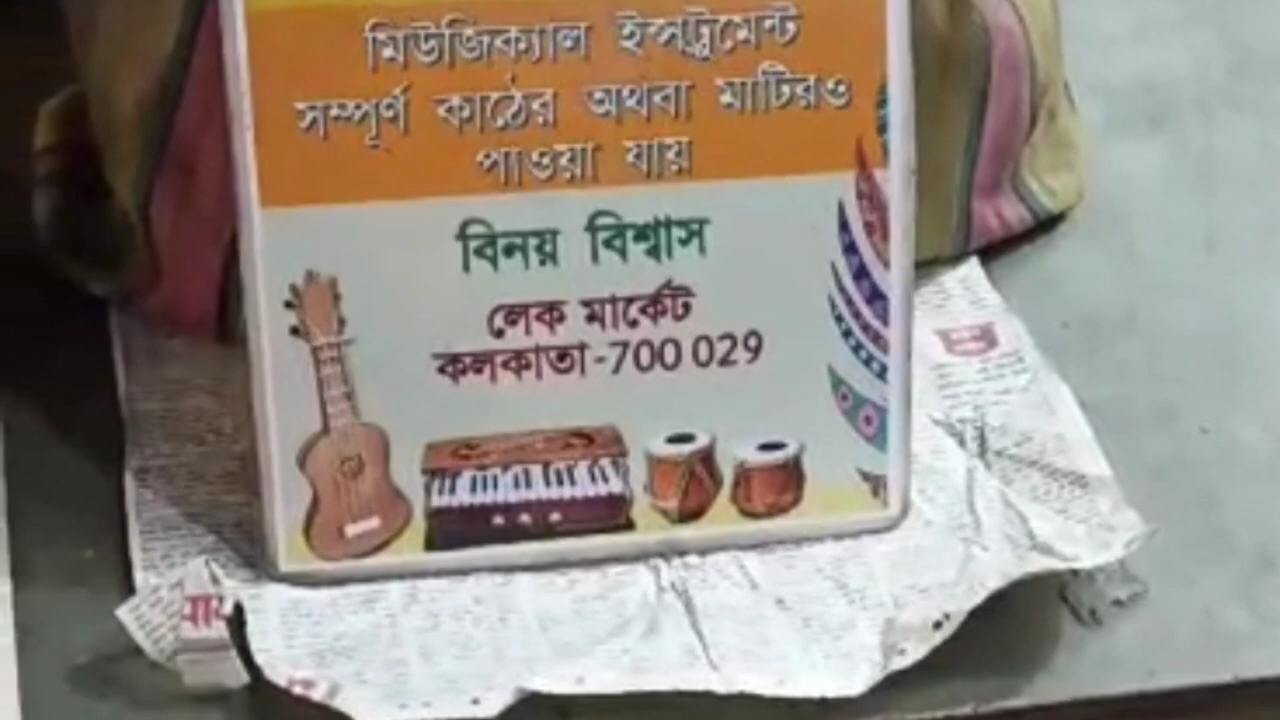 মিউজিক্যাল ইন্সট্রুমেন্ট
সম্পূর্ণ কাঠের অথবা মাটিরও
পাওয়া যায়
বিনয় বিশ্বাস
লেক মার্কেট
কলকাতা-700 029